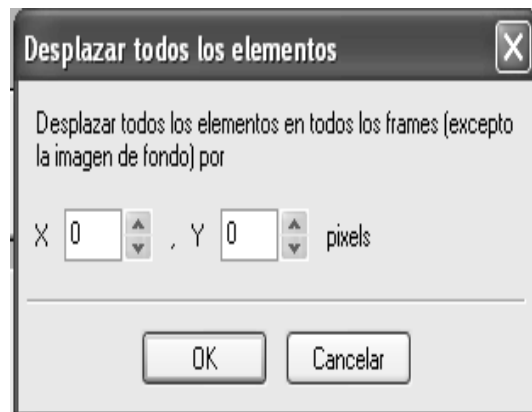 Desplazar todos los elementos
Desplazar todos los elementos en todos los frames (excepto
la imagen de fondo) por
X 0 , Y 0 pixels
OK Cancelar